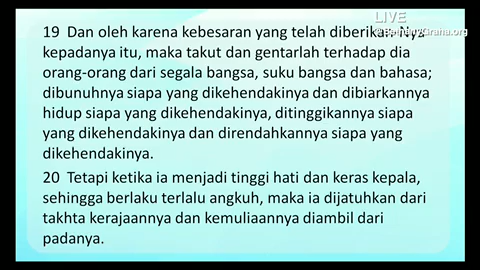 LIVE
19 Dan oleh karena kebesaran yang telah
kepadanya itu, maka takut dan gentarlah terhadap dia
orang-orang dari segala bangsa, suku bangsa dan bahasa;
dibunuhnya siapa yang dikehendakinya dan dibiarkannya
hidup siapa yang dikehendakinya, ditinggikannya siapa
yang dikehendakinya dan direndahkannya siapa yang
dikehendakinya.
20 Tetapi ketika ia menjadi tinggi hati dan keras kepala,
sehingga berlaku terlalu angkuh, maka ia dijatuhkan dari
takhta kerajaannya dan kemuliaannya diambil dari
padanya.